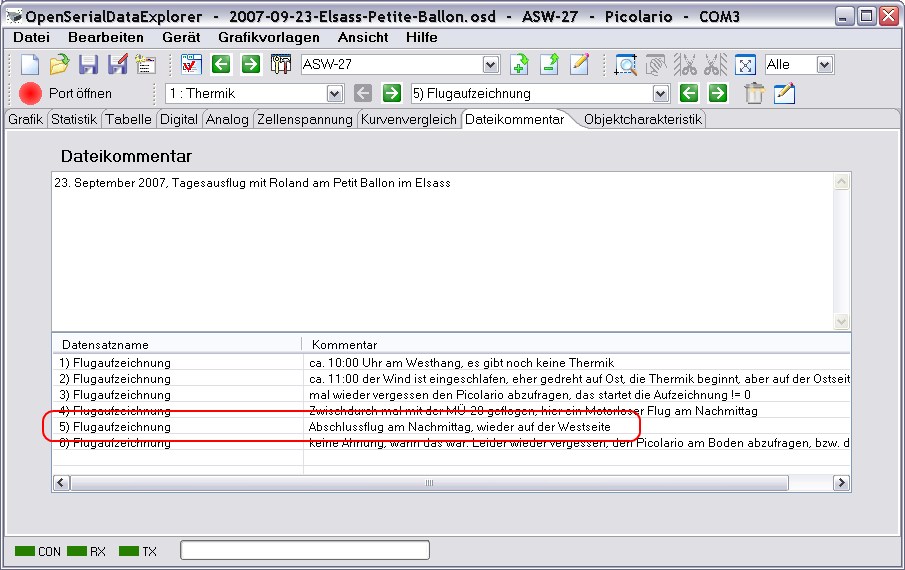 OpenSerialDataExplorer - 2007-09-23-Elsass-Petite-Ballon.osd - ASW-27 - Picolario - COM3
Datei Bearbeiten Gerät Grafikvorlagen Ansicht Hilfe
ASW-27 Alle
Port öffnen 1 : Thermik 5) Flugaufzeichnung
Grafik Statistik Tabelle Digital Analog Zellenspannung Kurvenvergleich Dateikommentar Objektcharakteristik
Dateikommentar
23. September 2007, Tagesausflug mit Roland am Petit Ballon im Elsass
Datensatzname Kommentar
1) Flugaufzeichnung ca. 10:00 Uhr am Westhang, es gibt noch keine Thermik
2) Flugaufzeichnung ca. 11:00 der Wind ist eingeschlafen, eher gedreht auf Ost, die Thermik beginnt, aber auf der Ostseit
3) Flugaufzeichnung mal wieder vergessen den Picolario abzufragen, das startet die Aufzeichnung != 0
4) Flugaufzeichnung Zwischdurch mal mit der MÜ-28 geflogen, hier ein Motorloser Flug am Nachmittag
5) Flugaufzeichnung Abschlussflug am Nachmittag, wieder auf der Westseite
6) Flugaufzeichnung keine Ahnung, wann das war. Leider wieder vergessen, den Picolario am Boden abzufragen, bzw. d
CON RX TX